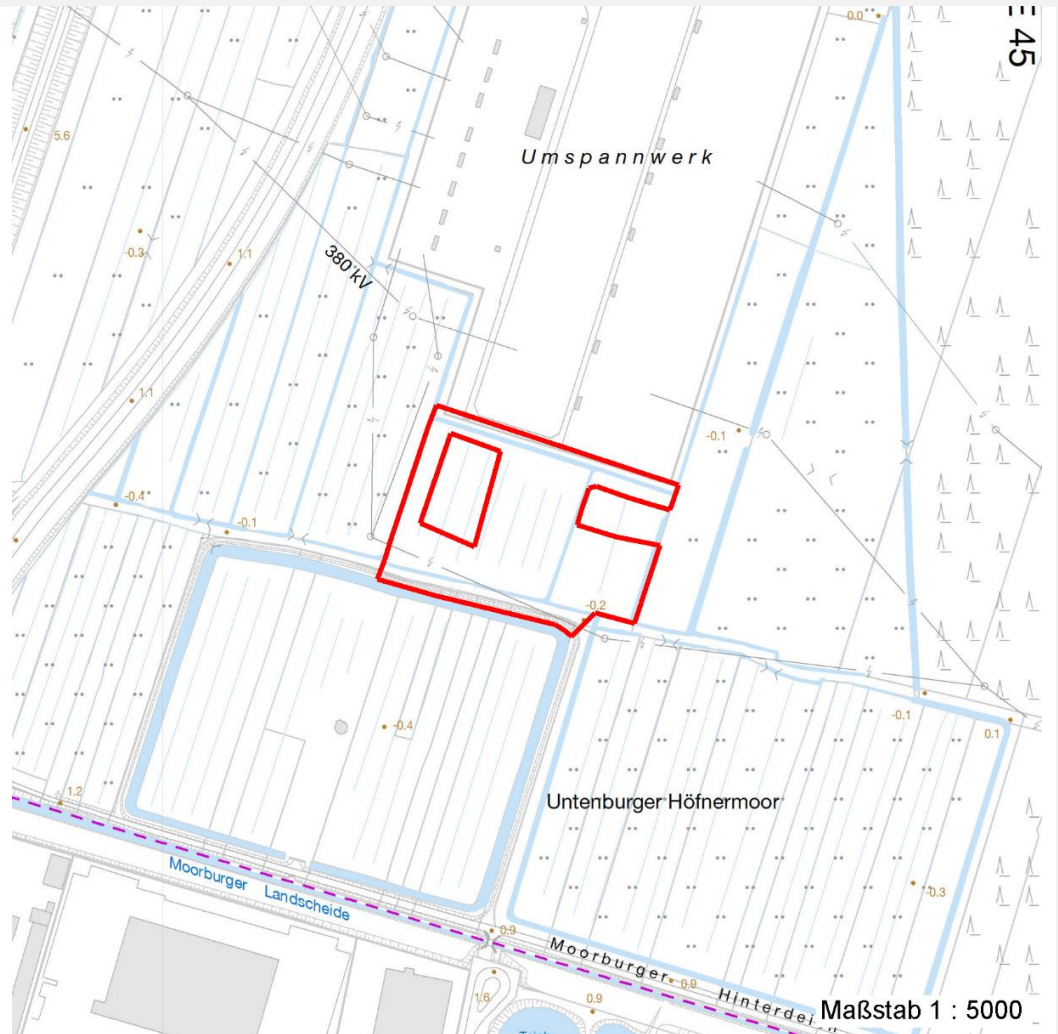 0.0
E 45
5.6
Umspannwerk
-0.3
1.1
380 kV
1.1
-0.1
-0.4
-0.1
-0.2
-0.4
-0.1
0.1
1.2
Untenburger Höfnermoor
Moorburger Landscheide
-0.3
0.9
Moorburger Hinterdeich
0.9
1.6
0.9
Maßstab 1 : 5000